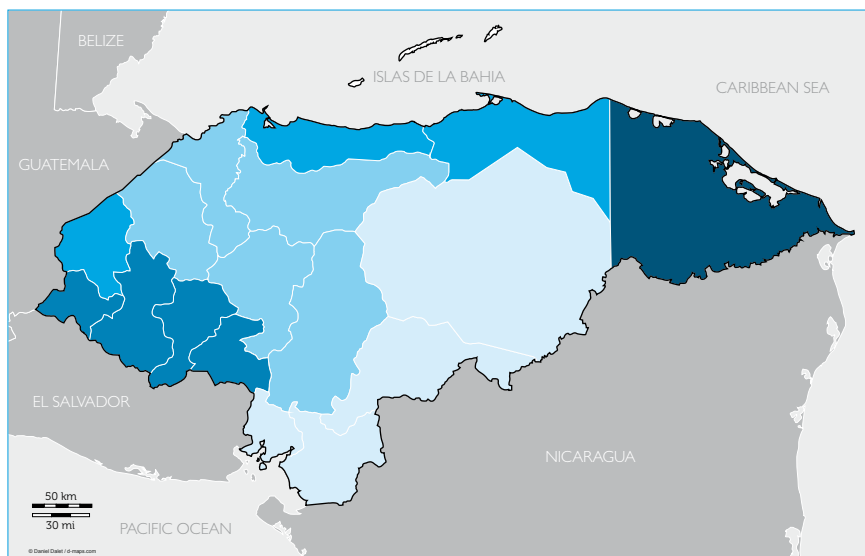 BELIZE
ISLAS DE LA BAHIA
CARIBBEAN SEA
GUATEMALA
EL SALVADOR
NICARAGUA
50 km
30 mi
PACIFIC OCEAN
© Daniel Dalet / d-maps.com